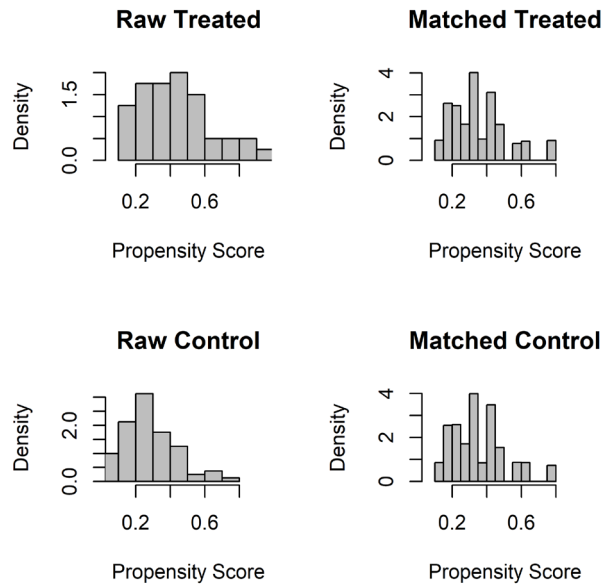 Raw Treated
Density
0.0 1.5
0.2 0.6
Propensity Score
Matched Treated
Density
0 2 4
0.2 0.6
Propensity Score
Raw Control
Density
0.0 2.0
0.2 0.6
Propensity Score
Matched Control
Density
0 2 4
0.2 0.6
Propensity Score